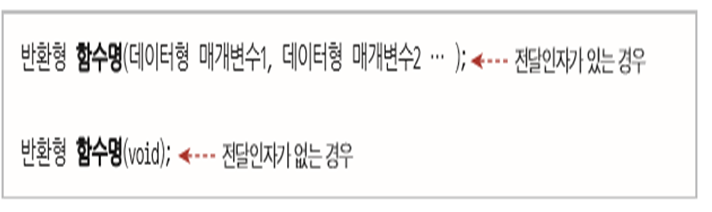 반환형 함수명(데이터형 매개변수1, 데이터형 매개변수2 … ); 전달인자가 있는 경우
반환형 함수명(void); 전달인자가 없는 경우